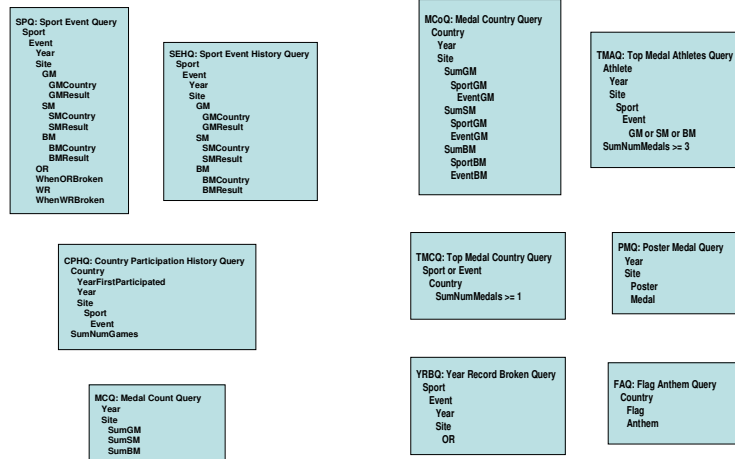 SPQ: Sport Event Query
Sport
Event
Year
Site
GM
GMCountry
GMResult
SM
SMCountry
SMResult
BM
BMCountry
BMResult
OR
WhenORBroken
WR
WhenWRBroken
SEHQ: Sport Event History Query
Sport
Event
Year
Site
GM
GMCountry
GMResult
SM
SMCountry
SMResult
BM
BMCountry
BMResult
CPHQ: Country Participation History Query
Country
YearFirstParticipated
Year
Site
Sport
Event
SumNumGames
MCQ: Medal Count Query
Year
Site
SumGM
SumSM
SumBM
MCoQ: Medal Country Query
Country
Year
Site
SumGM
SportGM
EventGM
SumSM
SportGM
EventGM
SumBM
SportBM
EventBM
TMAQ: Top Medal Athletes Query
Athlete
Year
Site
Sport
Event
GM or SM or BM
SumNumMedals >= 3
TMCQ: Top Medal Country Query
Sport or Event
Country
SumNumMedals >= 1
PMQ: Poster Medal Query
Year
Site
Poster
Medal
YRBQ: Year Record Broken Query
Sport
Event
Year
Site
OR
FAQ: Flag Anthem Query
Country
Flag
Anthem